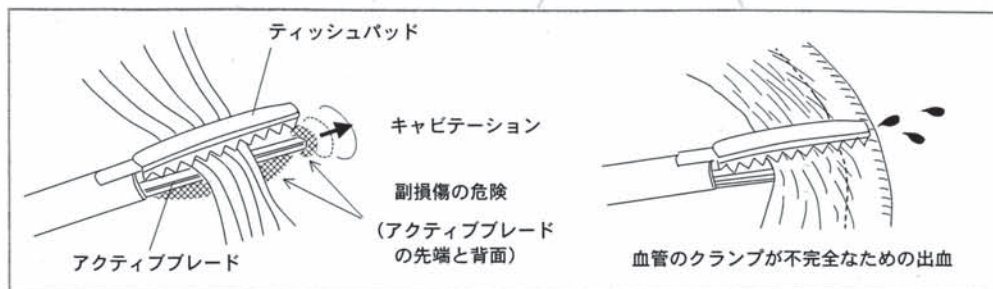 ティッシュパッド
キャビテーション
副損傷の危険
（アクティブブレード
の先端と背面）
アクティブブレード
血管のクランプが不完全なための出血